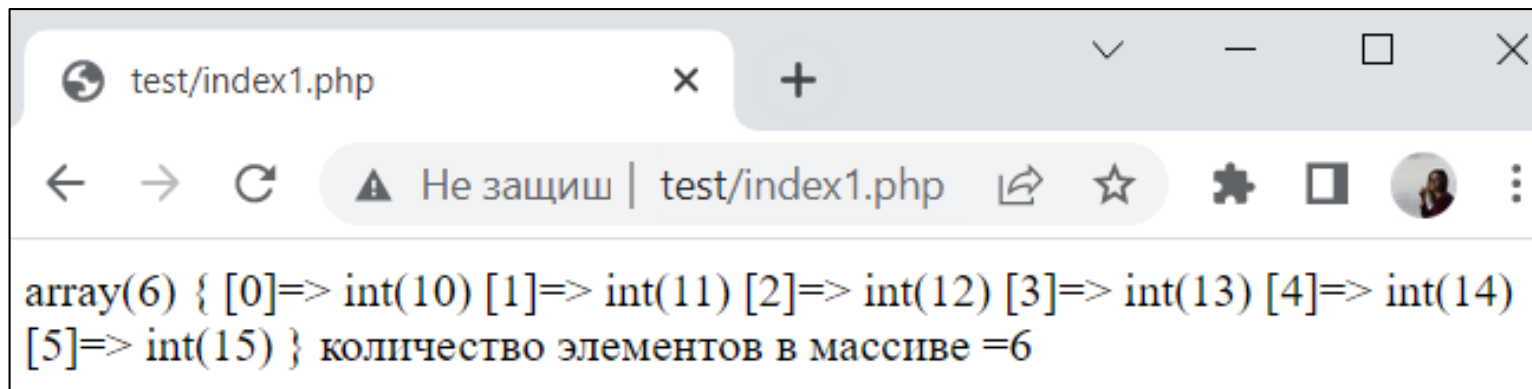 test/index1.php
Не защищ | test/index1.php
array(6) { [0]=> int(10) [1]=> int(11) [2]=> int(12) [3]=> int(13) [4]=> int(14)
[5]=> int(15) } количество элементов в массиве =6